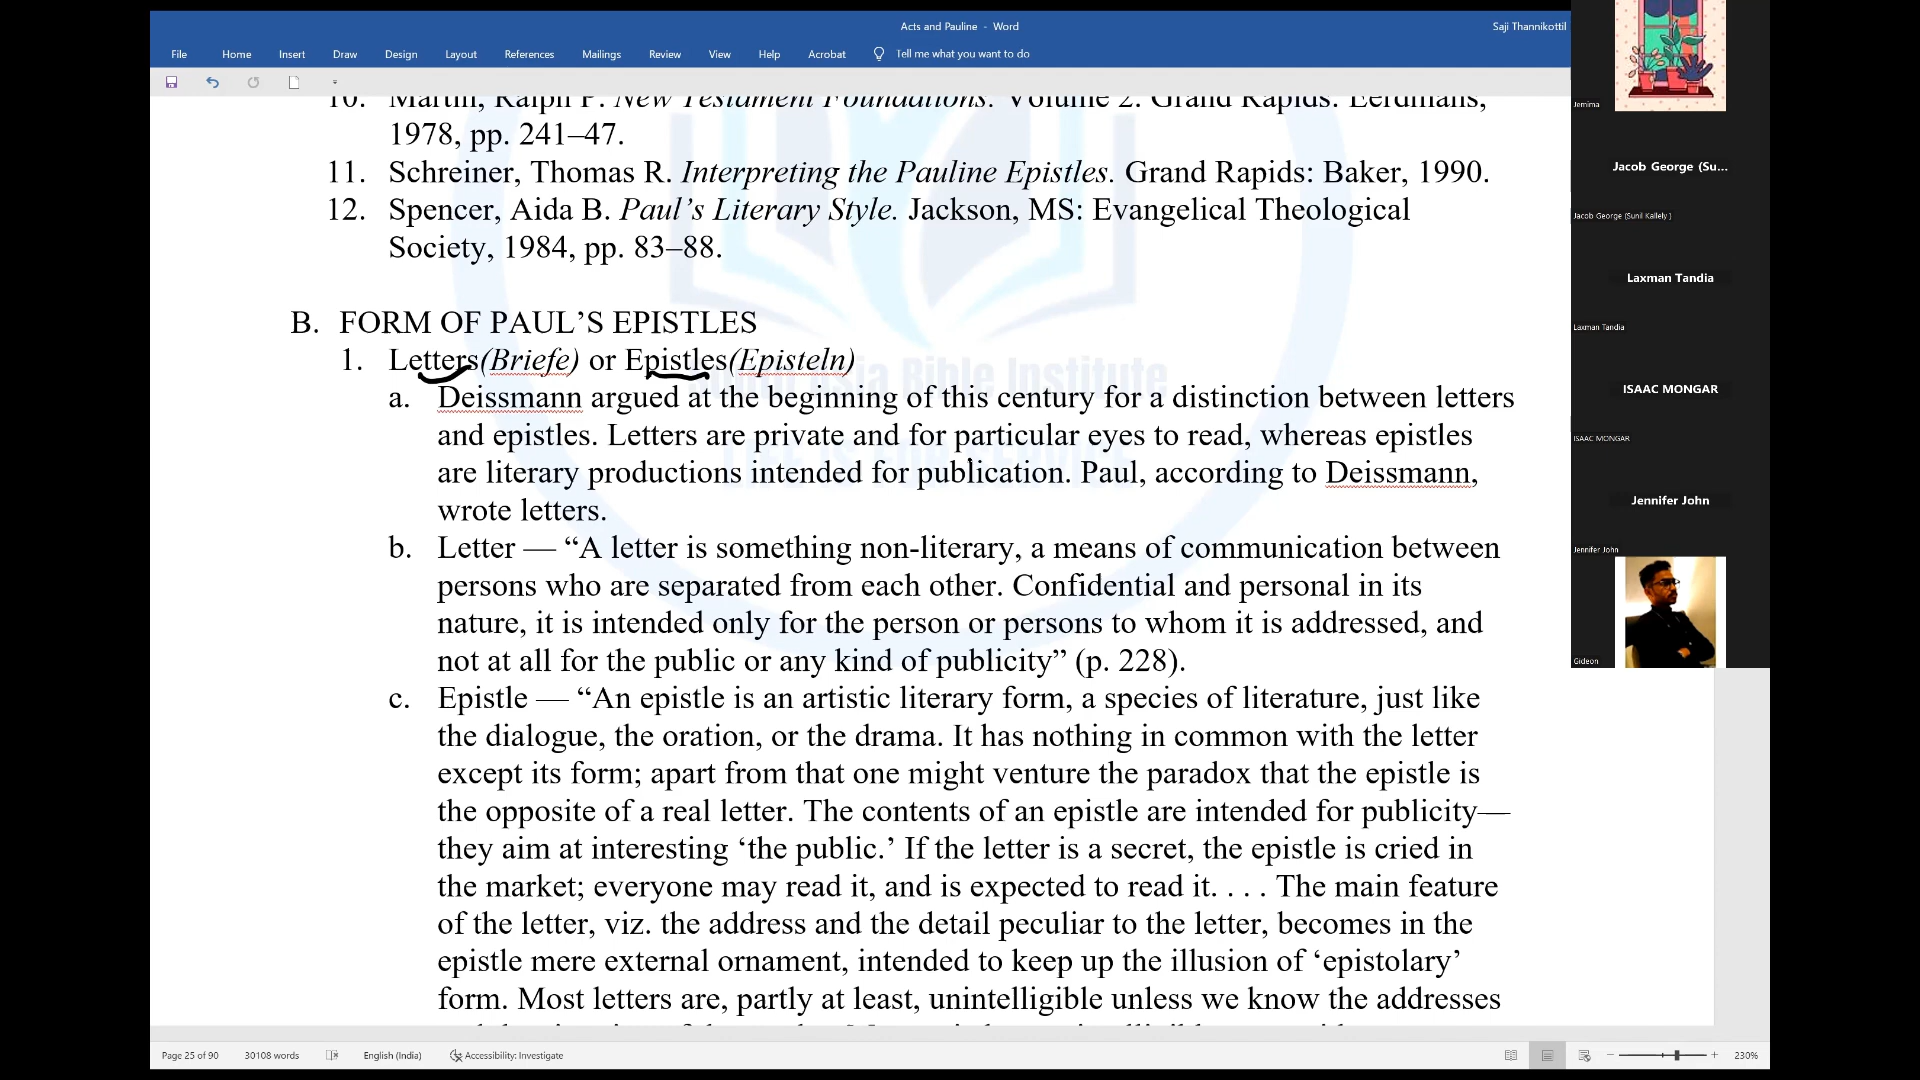 Acts and Pauline - Word
Saji Thannikottil
File Home Insert Draw Design Layout References Mailings Review View Help Acrobat Tell me what you want to do
10. Martin, Ralph P. New Testament Foundations. Volume 2. Grand Rapids: Eerdmans,
1978, pp. 241–47.
11. Schreiner, Thomas R. Interpreting the Pauline Epistles. Grand Rapids: Baker, 1990.
12. Spencer, Aida B. Paul’s Literary Style. Jackson, MS: Evangelical Theological
Society, 1984, pp. 83–88.
B. FORM OF PAUL’S EPISTLES
1. Letters(Briefe) or Epistles(Episteln)
a. Deissmann argued at the beginning of this century for a distinction between letters
and epistles. Letters are private and for particular eyes to read, whereas epistles
are literary productions intended for publication. Paul, according to Deissmann,
wrote letters.
b. Letter — “A letter is something non-literary, a means of communication between
persons who are separated from each other. Confidential and personal in its
nature, it is intended only for the person or persons to whom it is addressed, and
not at all for the public or any kind of publicity” (p. 228).
c. Epistle — “An epistle is an artistic literary form, a species of literature, just like
the dialogue, the oration, or the drama. It has nothing in common with the letter
except its form; apart from that one might venture the paradox that the epistle is
the opposite of a real letter. The contents of an epistle are intended for publicity—
they aim at interesting ‘the public.’ If the letter is a secret, the epistle is cried in
the market; everyone may read it, and is expected to read it. . . . The main feature
of the letter, viz. the address and the detail peculiar to the letter, becomes in the
epistle mere external ornament, intended to keep up the illusion of ‘epistolary’
form. Most letters are, partly at least, unintelligible unless we know the addresses
Asia Bible Institute
Page 25 of 90 30108 words English (India) Accessibility: Investigate 230%
Jemima
Jacob George (Su...
Jacob George (Sunil Kallely )
Laxman Tandia
Laxman Tandia
ISAAC MONGAR
ISAAC MONGAR
Jennifer John
Jennifer John
Gideon